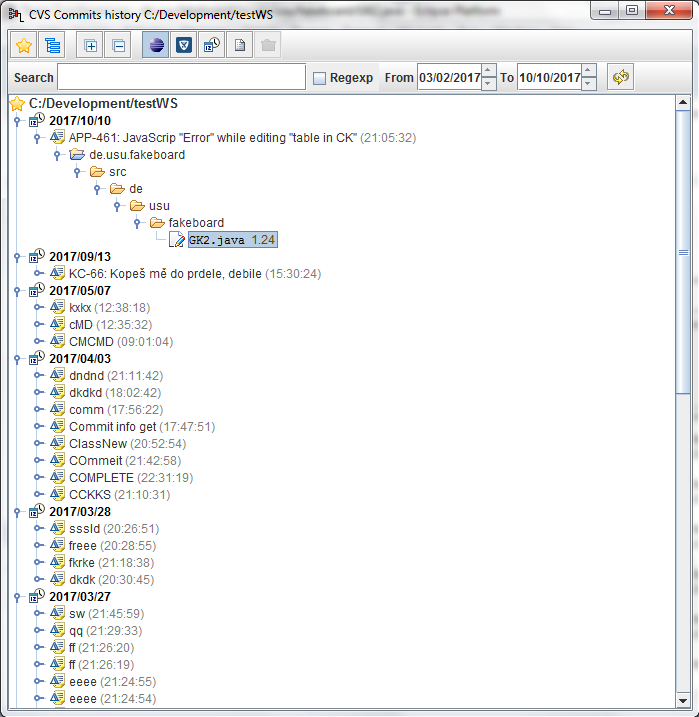 CVS Commits history C:/Development/testWS
Search Regexp From 03/02/2017 To 10/10/2017
C:/Development/testWS
2017/10/10
APP-461: JavaScrip "Error" while editing "table in CK" (21:05:32)
de.usu.fakeboard
src
de
usu
fakeboard
GK2.java 1.24
2017/09/13
KC-66: Kopeš mě do prdele, debile (15:30:24)
2017/05/07
kxkx (12:38:18)
cMD (12:35:32)
CMCMD (09:01:04)
2017/04/03
dndnd (21:11:42)
dkdkd (18:02:42)
comm (17:56:22)
Commit info get (17:47:51)
ClassNew (20:52:54)
COmmeit (21:42:58)
COMPLETE (22:31:19)
CCKKS (21:10:31)
2017/03/28
sssld (20:26:51)
freee (20:28:55)
fkrke (21:18:38)
dkdk (20:30:45)
2017/03/27
sw (21:45:59)
qq (21:29:33)
ff (21:26:20)
ff (21:26:19)
eeee (21:24:55)
eeee (21:24:54)